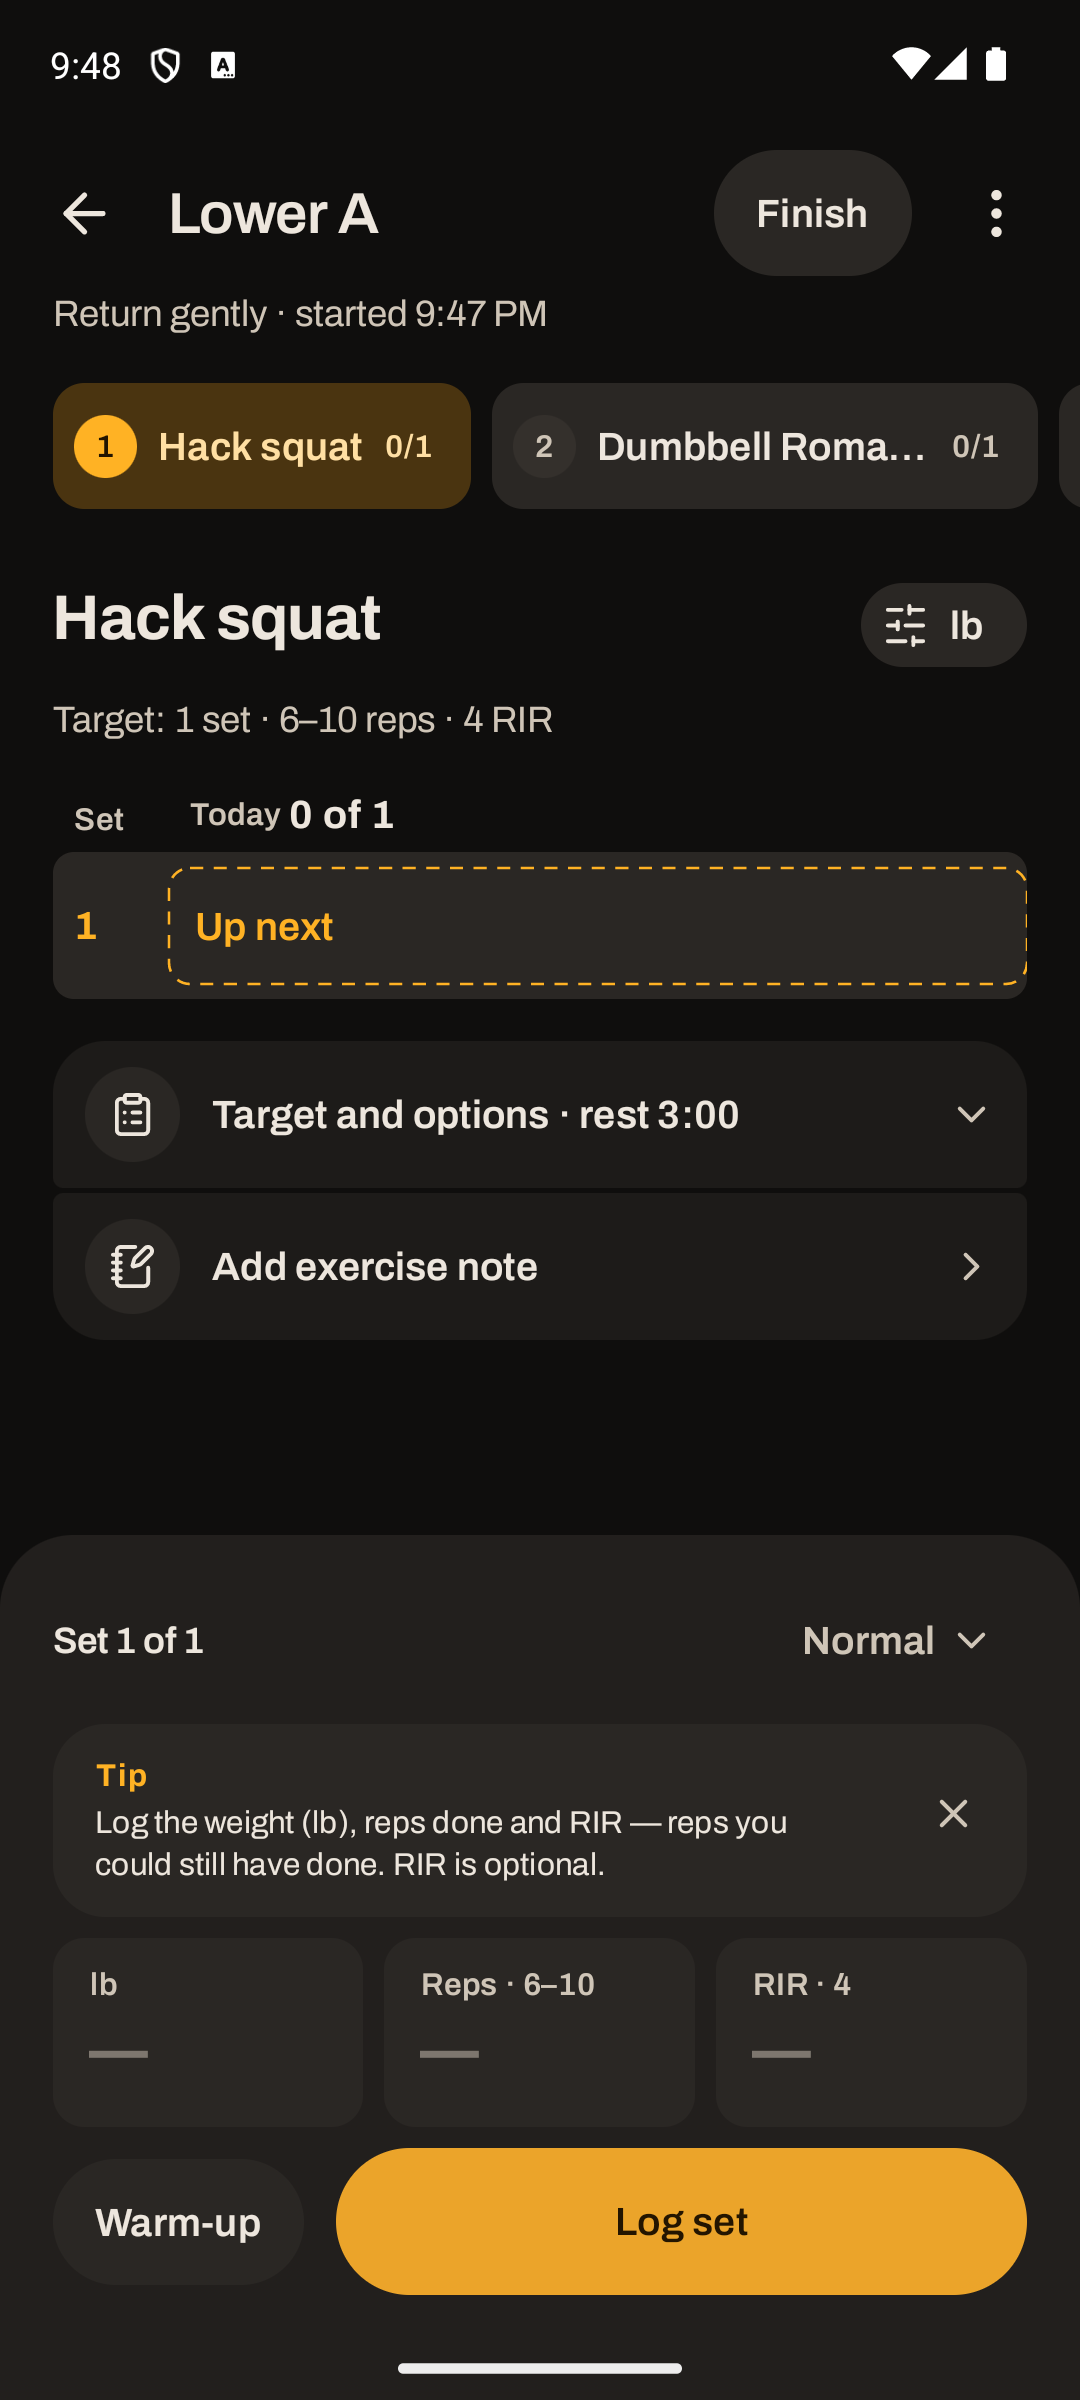 9:48
Lower A
Finish
Return gently · started 9:47 PM
1 Hack squat 0/1
2 Dumbbell Roma... 0/1
Hack squat
lb
Target: 1 set · 6–10 reps · 4 RIR
Set Today 0 of 1
1 Up next
Target and options · rest 3:00
Add exercise note
Set 1 of 1
Normal
Tip
Log the weight (lb), reps done and RIR — reps you
could still have done. RIR is optional.
lb
Reps · 6–10
RIR · 4
—
—
—
Warm-up
Log set